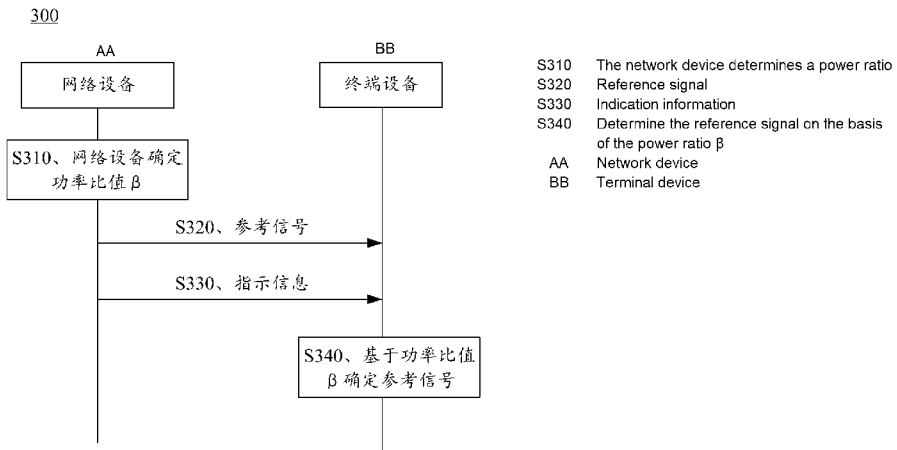 300
AA
BB
网络设备
终端设备
S310、网络设备确定
功率比值β
S320、参考信号
S330、指示信息
S340、基于功率比值
β确定参考信号
S310 The network device determines a power ratio
S320 Reference signal
S330 Indication information
S340 Determine the reference signal on the basis
of the power ratio β
AA Network device
BB Terminal device